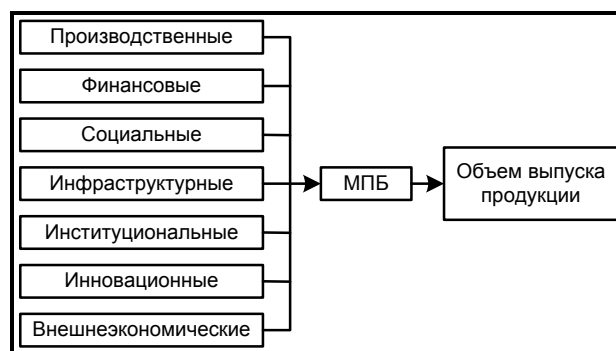 Производственные
Финансовые
Социальные
Инфраструктурные
Институциональные
Инновационные
Внешнеэкономические
МПБ
Объем выпуска
продукции